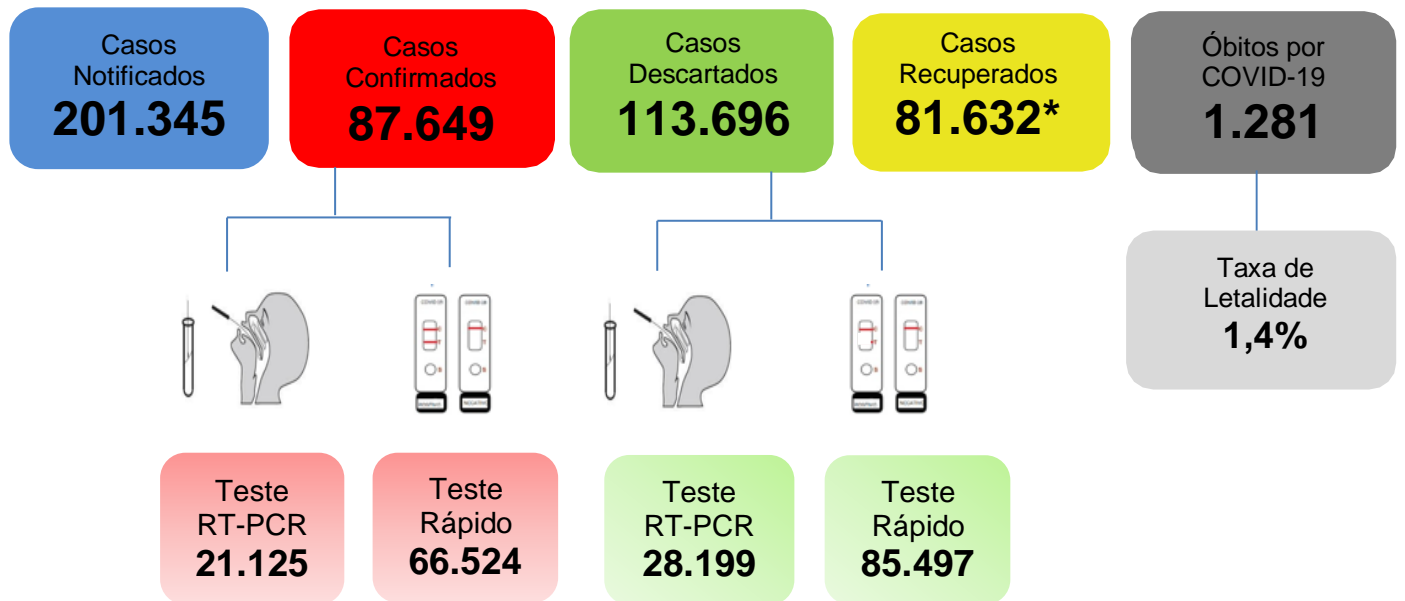 Casos
Notificados
201.345
Casos
Confirmados
87.649
Casos
Descartados
113.696
Casos
Recuperados
81.632*
Óbitos por
COVID-19
1.281
Taxa de
Letalidade
1,4%
Teste
RT-PCR
21.125
Teste
Rápido
66.524
Teste
RT-PCR
28.199
Teste
Rápido
85.497